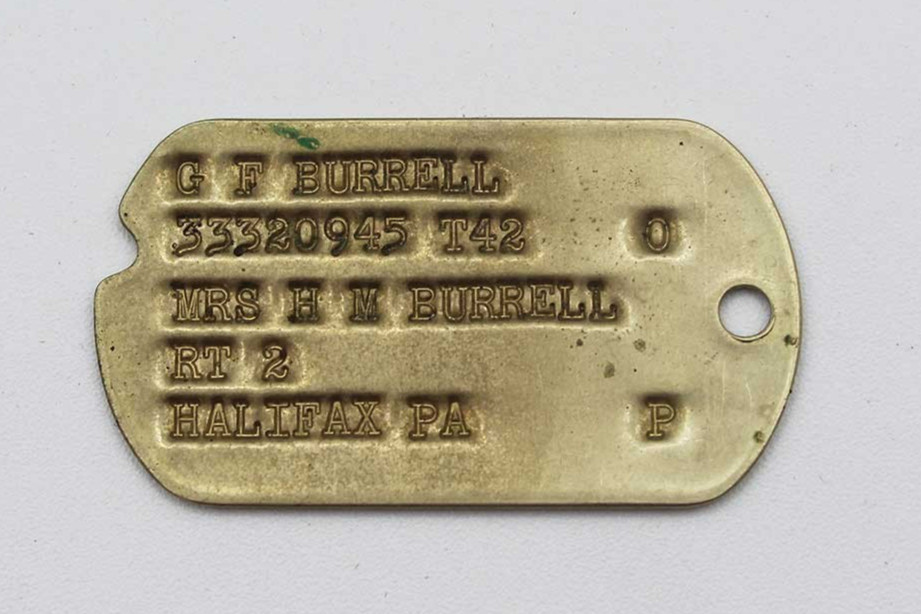 G F BURRELL
33320945 T42 O
MRS H M BURRELL
RT 2
HALIFAX PA P